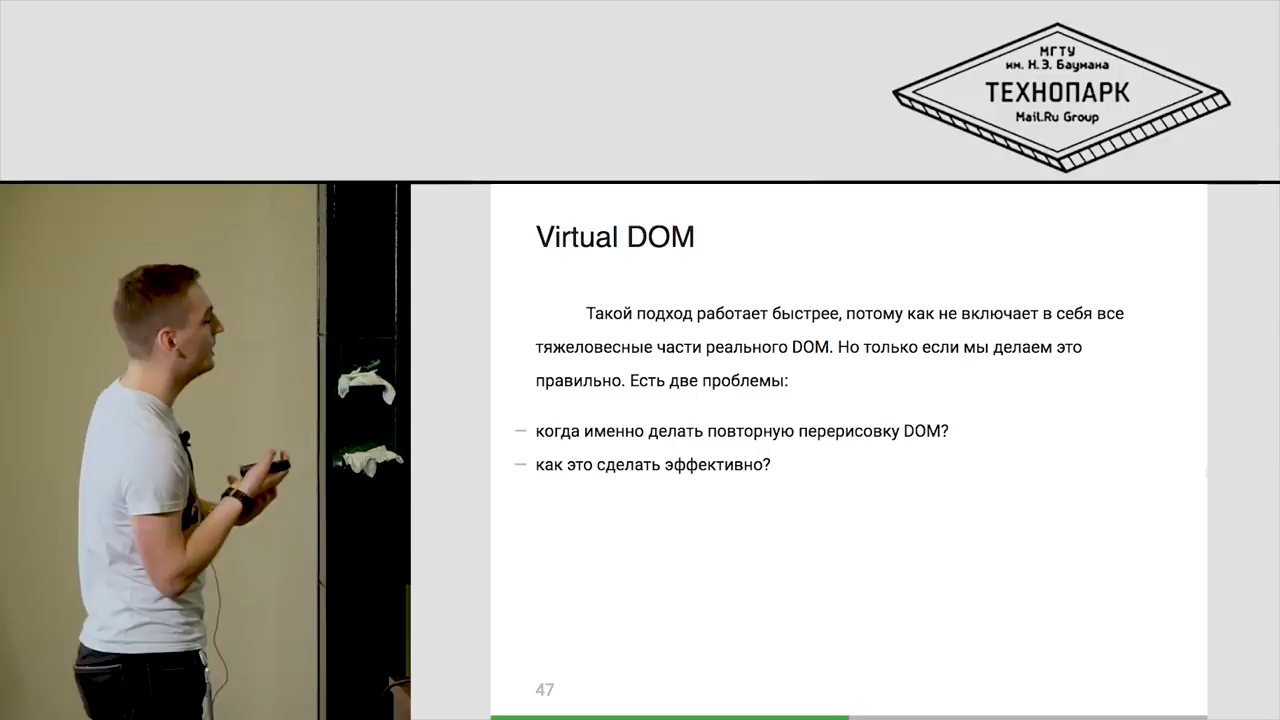 МГТУ
им. Н.Э. Баумана
ТЕХНОПАРК
Mail.Ru Group
Virtual DOM
Такой подход работает быстрее, потому как не включает в себя все
тяжеловесные части реального DOM. Но только если мы делаем это
правильно. Есть две проблемы:
— когда именно делать повторную перерисовку DOM?
— как это сделать эффективно?
47